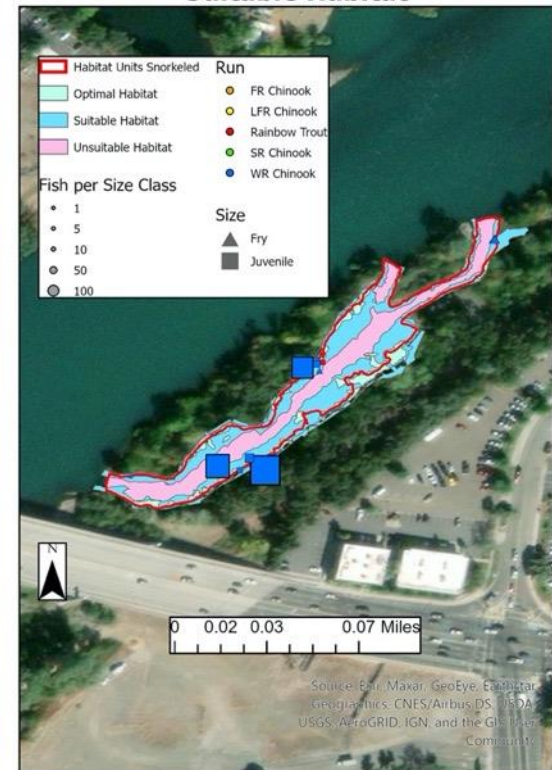 Habitat Units Snorkeled
Optimal Habitat
Suitable Habitat
Unsuitable Habitat
Fish per Size Class
1
5
10
50
100
Run
FR Chinook
LFR Chinook
Rainbow Trout
SR Chinook
WR Chinook
Size
Fry
Juvenile
N
0 0.02 0.03 0.07 Miles
Source: Esri, Maxar, GeoEye, Earthstar
Geographics, CNES/Airbus DS, USDA,
USGS, AeroGRID, IGN, and the GIS User
Community